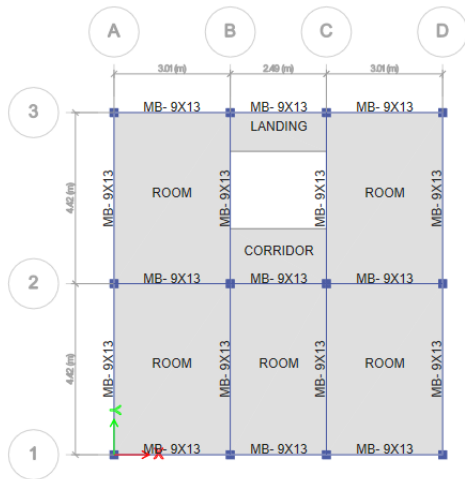 A B C D
3.01 (m) 2.49 (m) 3.01 (m)
3 MB- 9X13 MB- 9X13 MB- 9X13
LANDING
4.42 (m) MB- 9X13 ROOM MB- 9X13 MB- 9X13 ROOM MB- 9X13
CORRIDOR
2 MB- 9X13 MB- 9X13 MB- 9X13
4.42 (m) MB- 9X13 ROOM MB- 9X13 ROOM MB- 9X13 ROOM MB- 9X13
Y
1 MB- 9X13 MB- 9X13 MB- 9X13
X